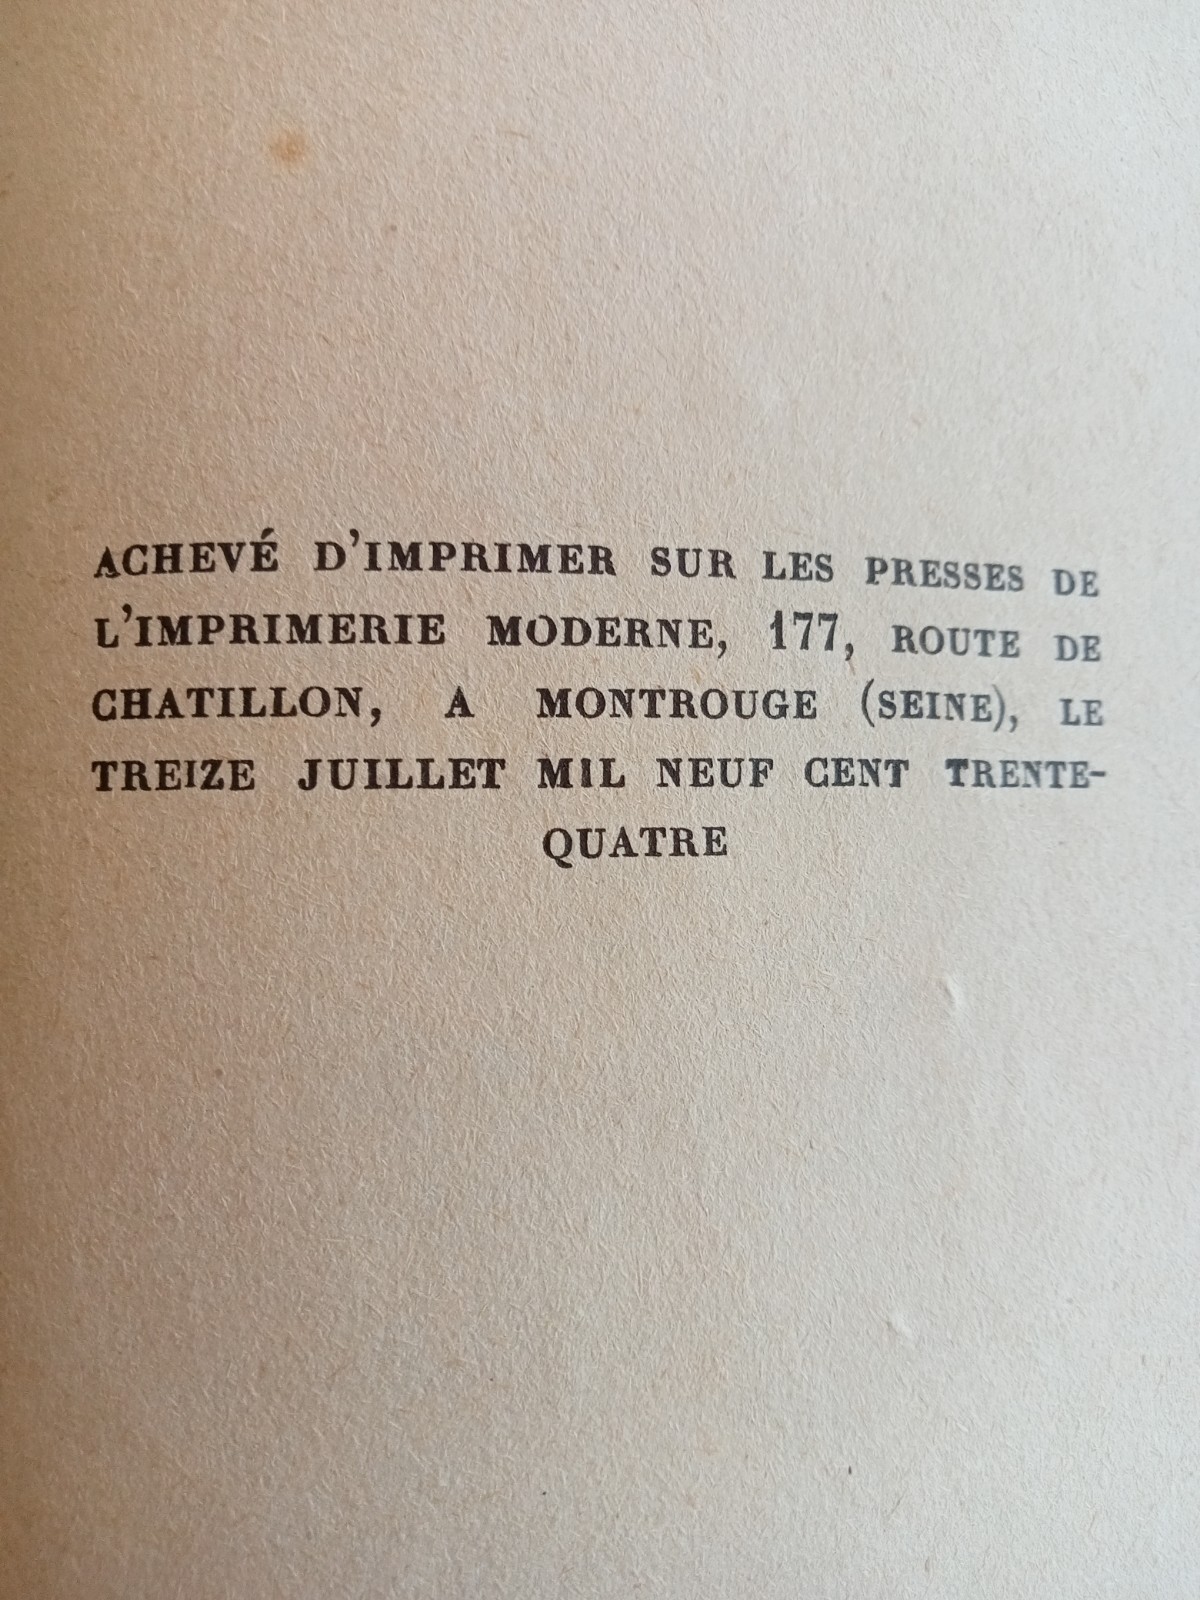 ACHEVÉ D'IMPRIMER SUR LES PRESSES DE
L'IMPRIMERIE MODERNE, 177, ROUTE DE
CHATILLON, A MONTROUGE (SEINE), LE
TREIZE JUILLET MIL NEUF CENT TRENTE-
QUATRE